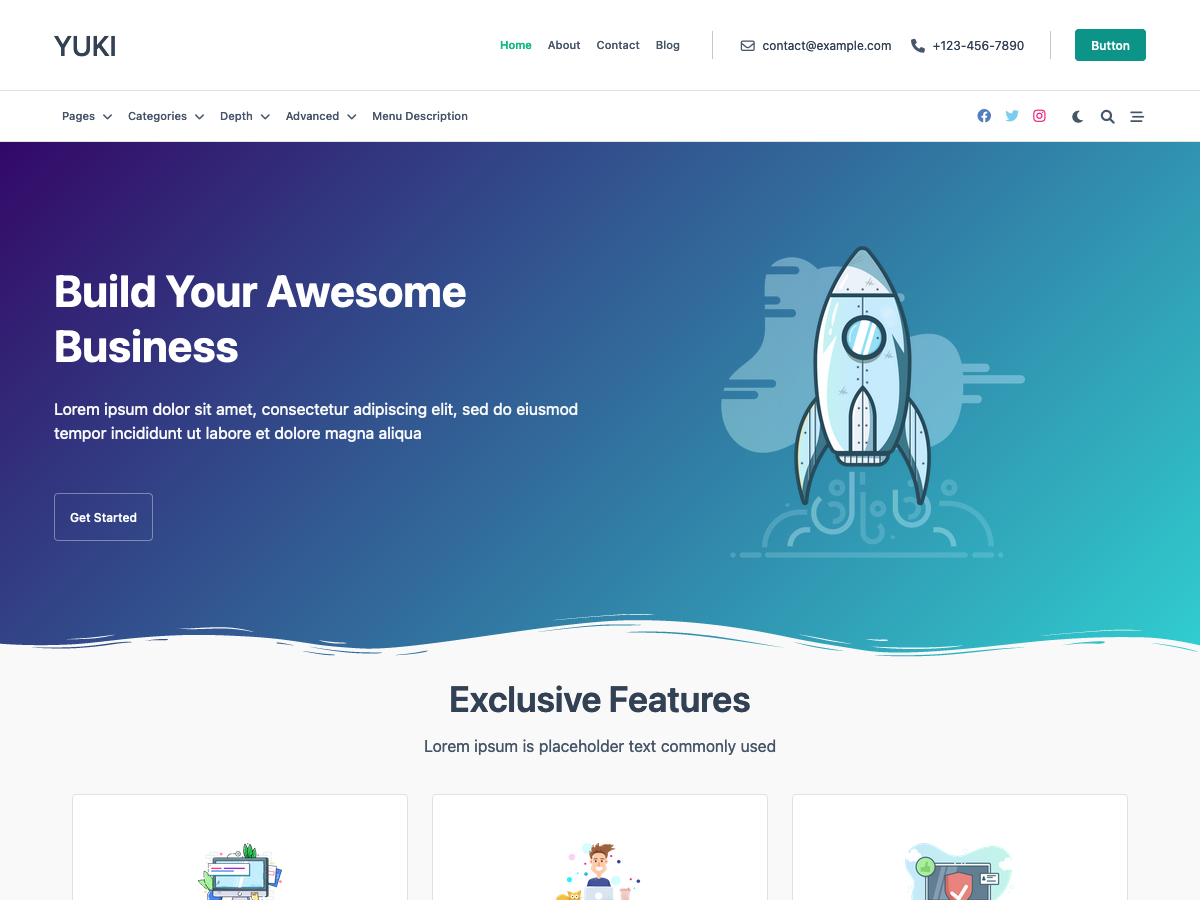 YUKI
Home About Contact Blog
contact@example.com
+123-456-7890
Button
Pages Categories Depth Advanced Menu Description
Build Your Awesome
Business
Lorem ipsum dolor sit amet, consectetur adipiscing elit, sed do eiusmod
tempor incididunt ut labore et dolore magna aliqua
Get Started
Exclusive Features
Lorem ipsum is placeholder text commonly used